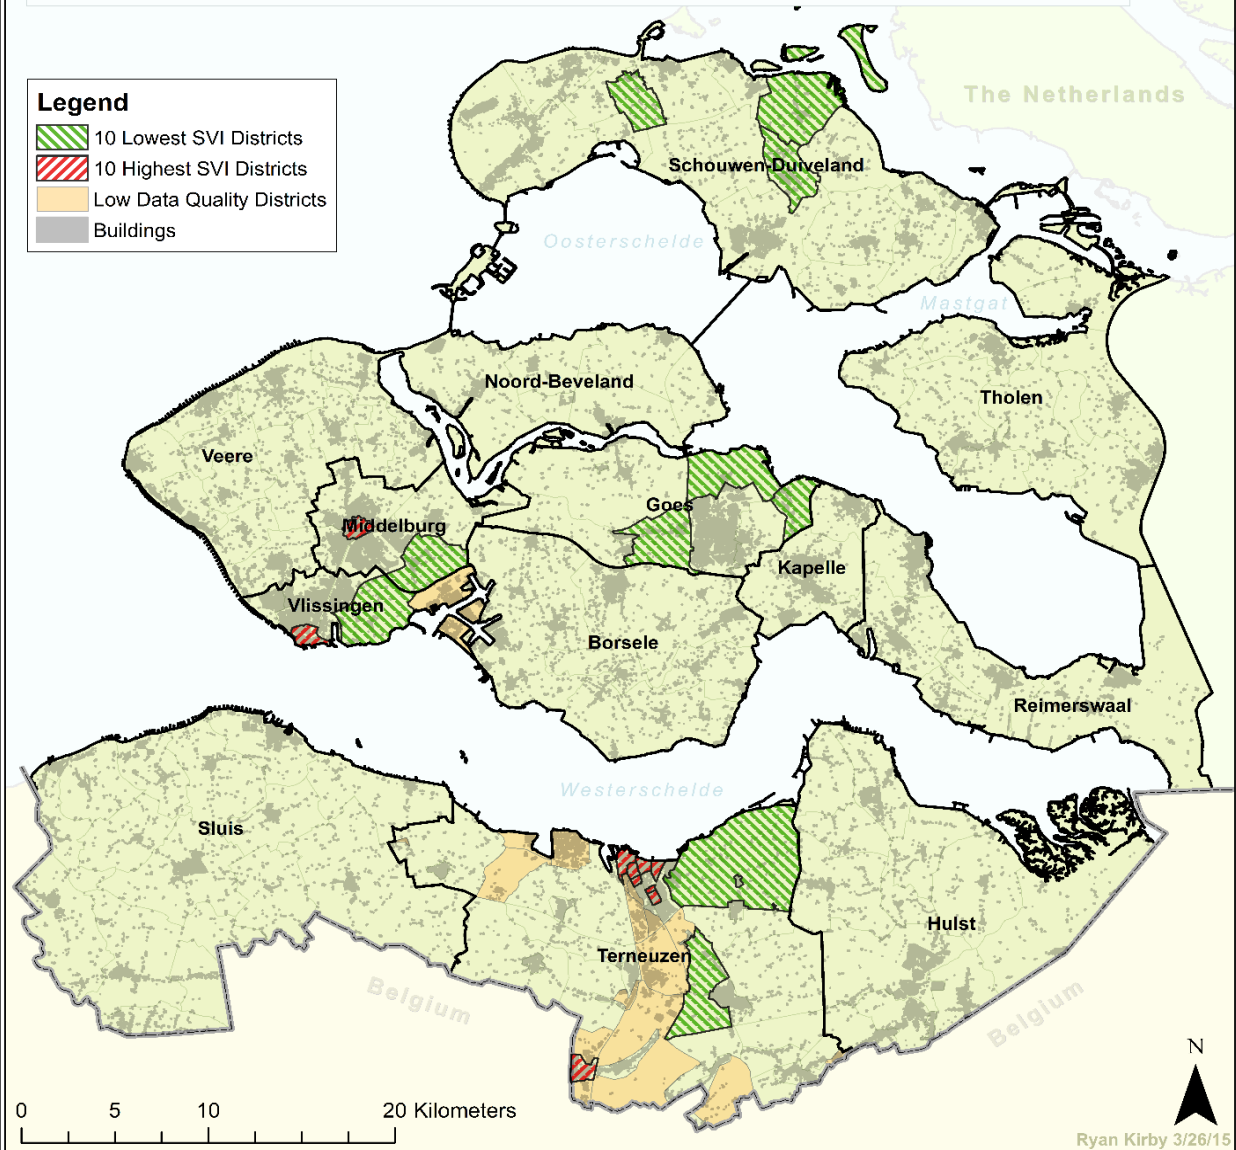 The Netherlands
Legend
10 Lowest SVI Districts
10 Highest SVI Districts
Low Data Quality Districts
Buildings
Schouwen-Duiveland
Oosterschelde
Mastgat
Noord-Beveland
Tholen
Veere
Goes
Middelburg
Kapelle
Vlissingen
Borsele
Reimerswaal
Westerschelde
Sluis
Hulst
Terneuzen
Belgium
Belgium
N
0 5 10 20 Kilometers
Ryan Kirby 3/26/15